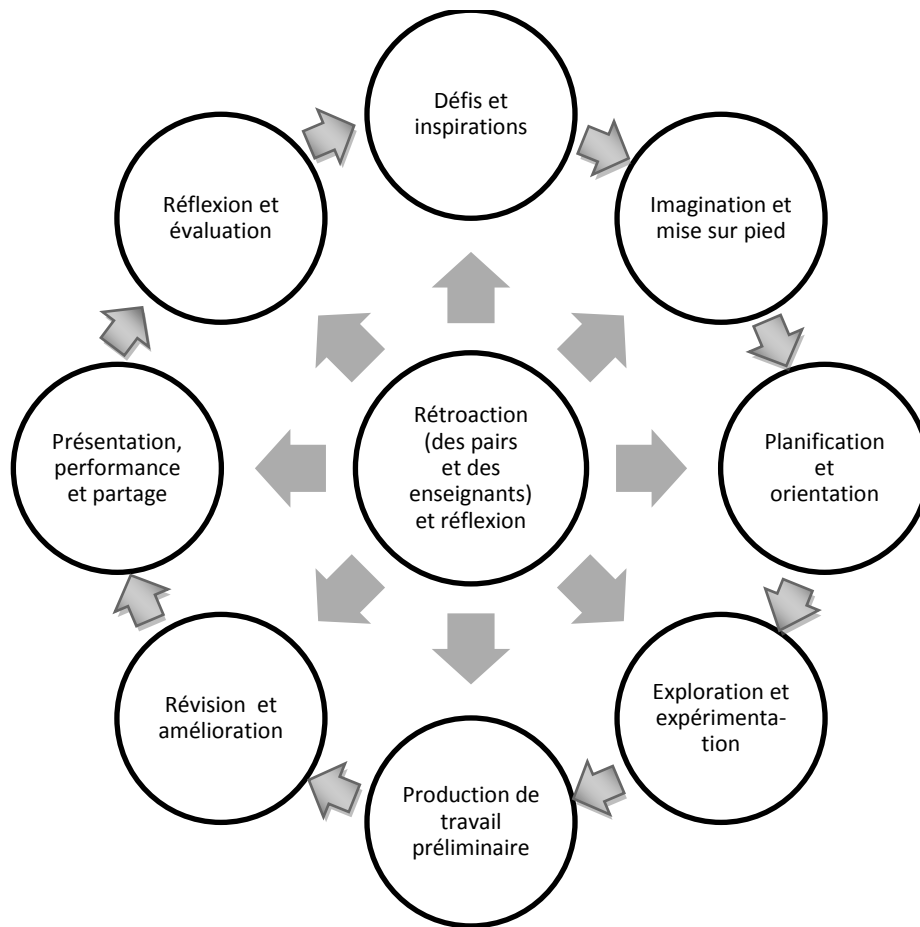 Défis et
inspirations
Imagination et
mise sur pied
Planification
et
orientation
Exploration et
expérimenta-
tion
Production de
travail
préliminaire
Révision et
amélioration
Présentation,
performance
et partage
Réflexion et
évaluation
Rétroaction
(des pairs
et des
enseignants)
et réflexion